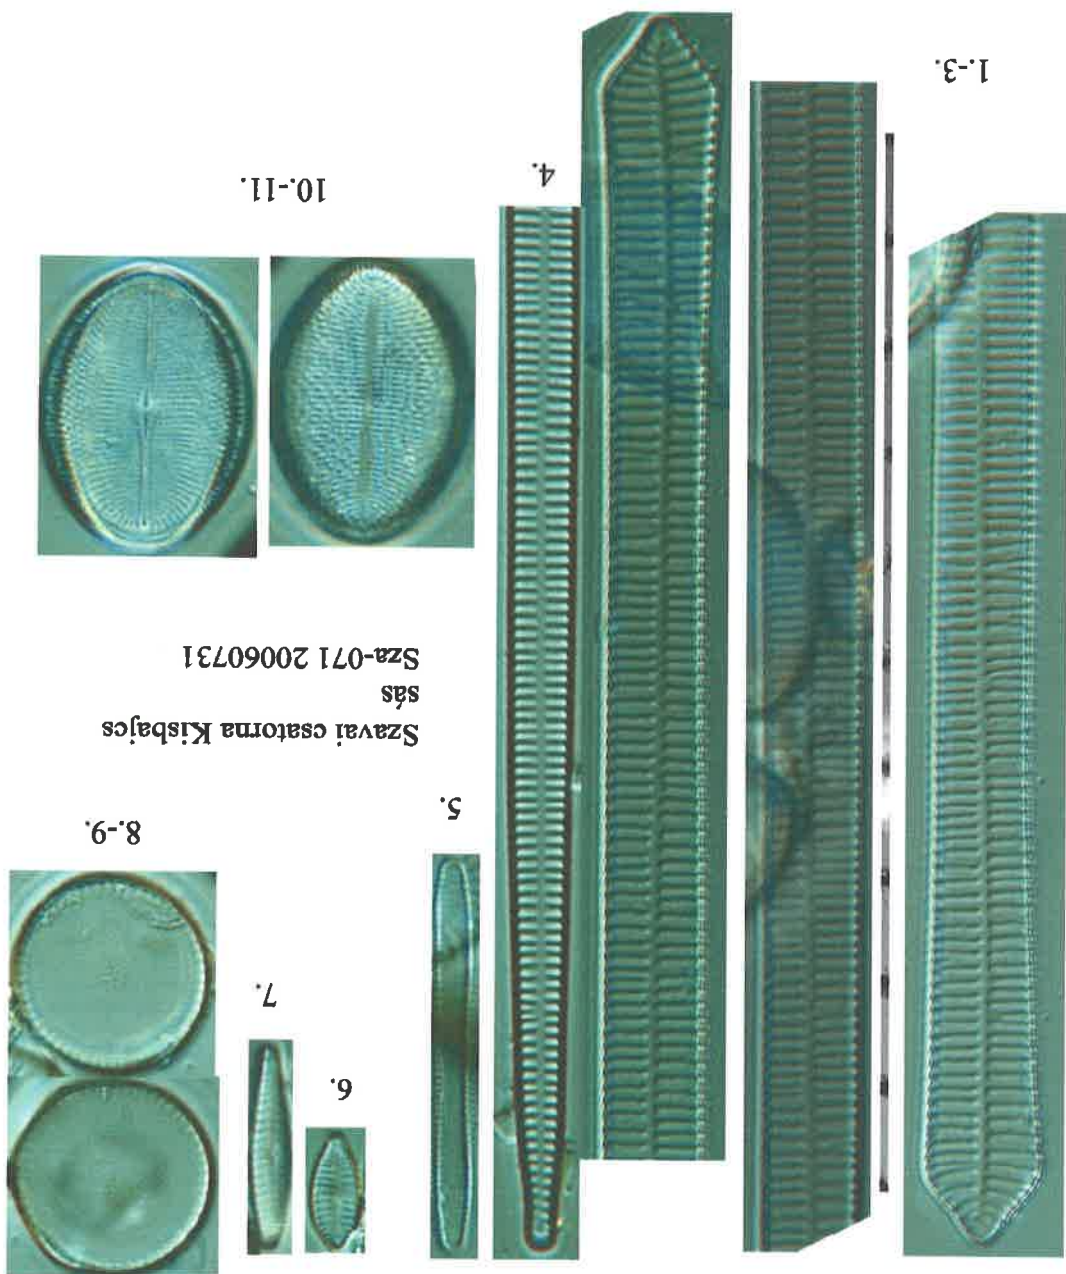 1.-3.
4.
10.-11.
Szavai csatorna Kisbajcs
sás
Sza-071 20060731
5.
8.-9.
7.
6.